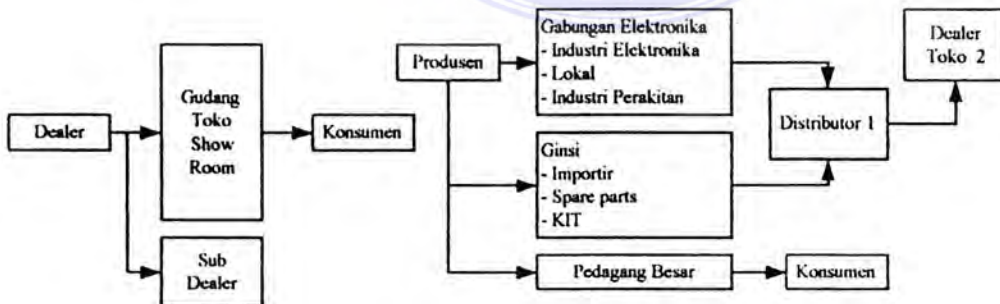 Dealer
Gudang
Toko
Show
Room
Konsumen
Sub
Dealer
Produsen
Gabungan Elektronika
- Industri Elektronika
- Lokal
- Industri Perakitan
Ginsi
- Importir
- Spare parts
- KIT
Pedagang Besar
Konsumen
Distributor 1
Dealer
Toko 2